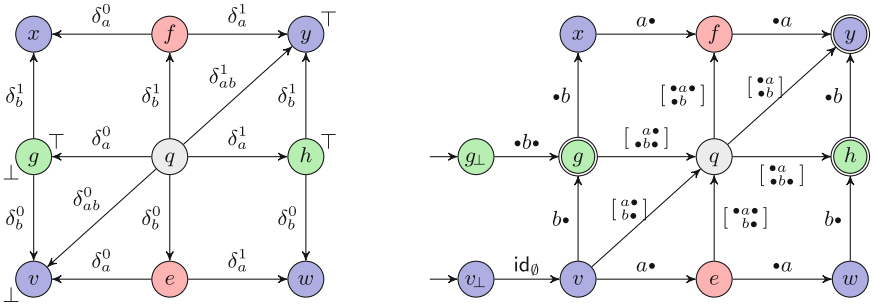 x δ_a^0 f δ_a^1 y ⊤
δ_b^1 δ_b^1 δ_ab^1 δ_b^1
⊥ g ⊤ δ_a^0 q δ_a^1 h ⊤
δ_b^0 δ_ab^0 δ_b^0 δ_b^0
⊥ v δ_a^0 e δ_a^1 w
x a• f •a y
•b [•a• •b] [•a •b] •b
g⊥ •b• g [a• •b•] q [•a •b•] h
b• [a• b•] [•a• b•] b•
v⊥ id_∅ v a• e •a w